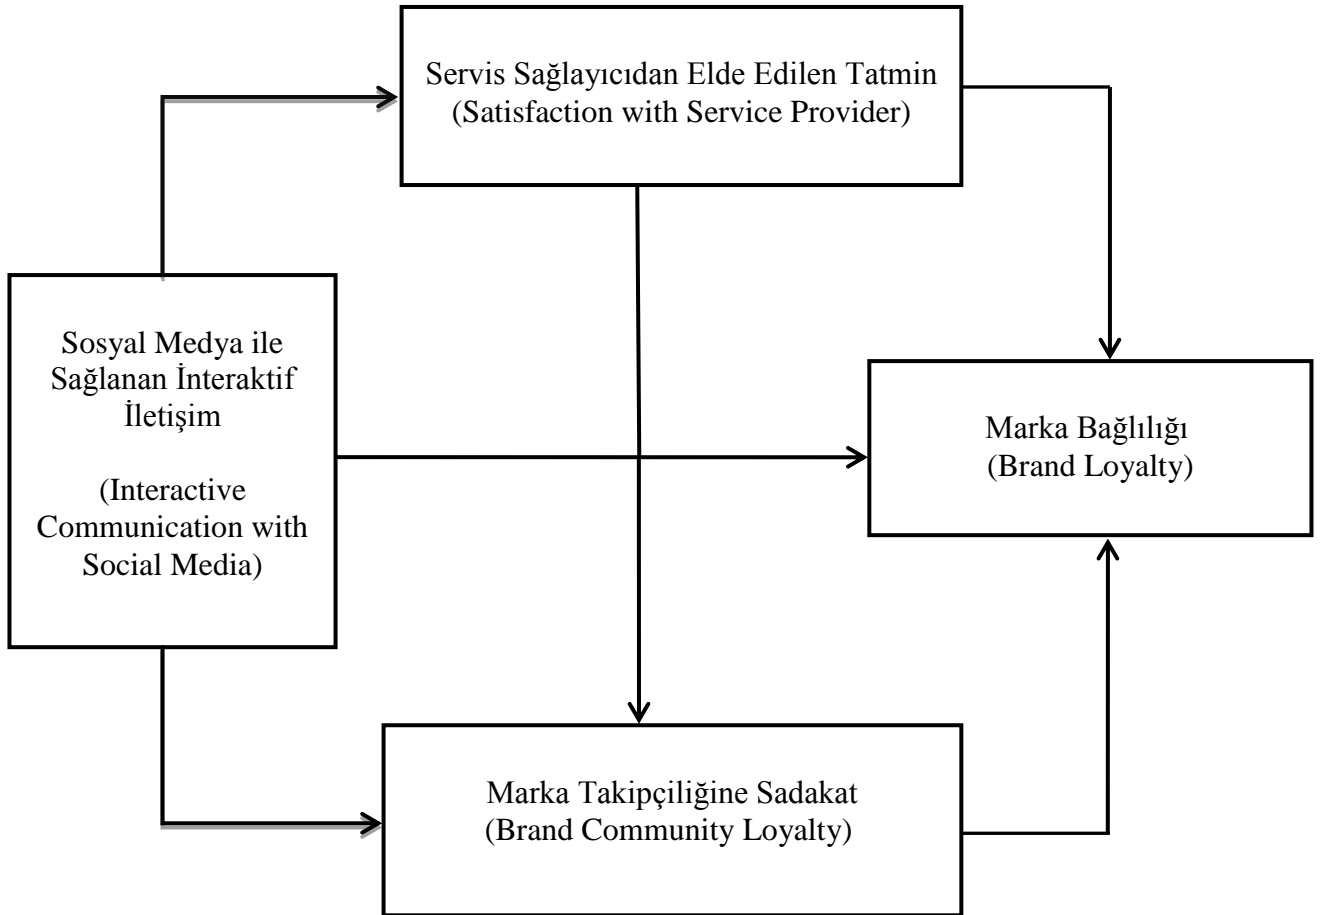 Servis Sağlayıcıdan Elde Edilen Tatmin
(Satisfaction with Service Provider)
Sosyal Medya ile
Sağlanan İnteraktif
İletişim
(Interactive
Communication with
Social Media)
Marka Bağlılığı
(Brand Loyalty)
Marka Takipçiliğine Sadakat
(Brand Community Loyalty)